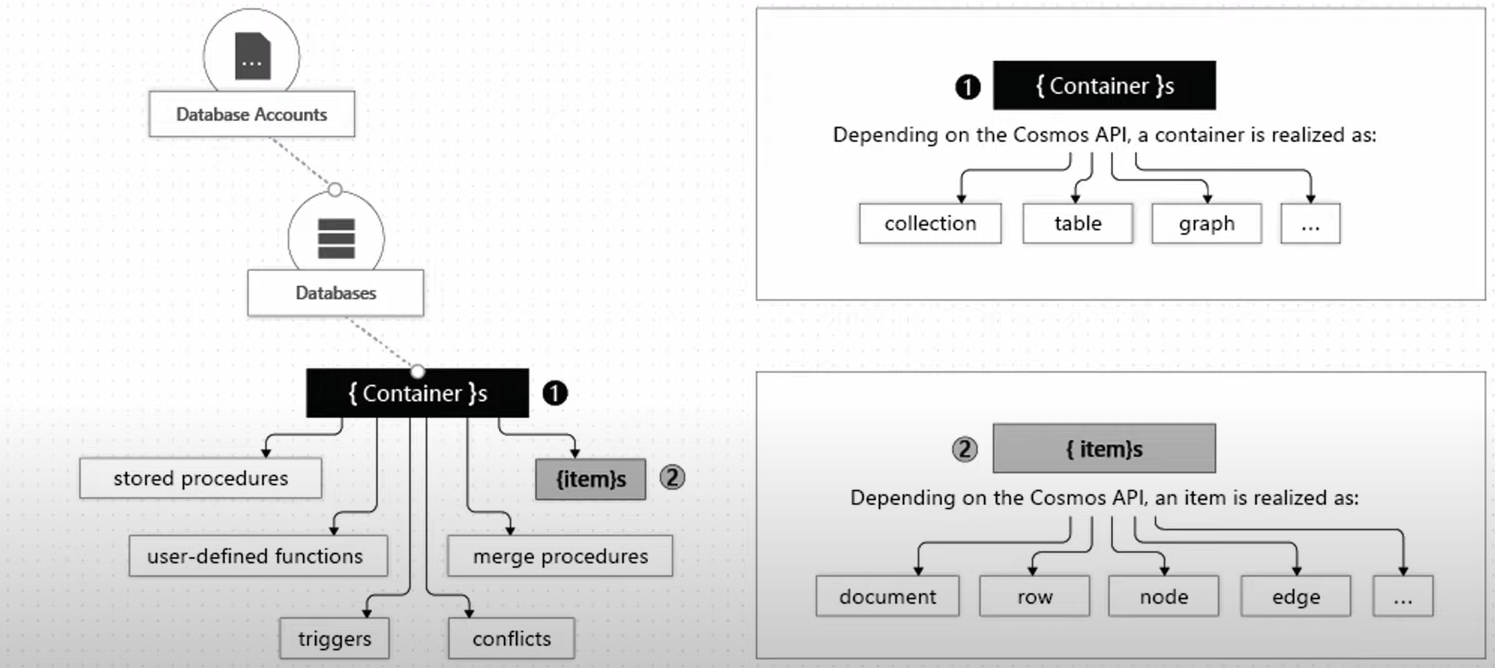 ...
Database Accounts
Databases
{ Container }s
1
stored procedures
{item}s
2
user-defined functions
merge procedures
triggers
conflicts
1
{ Container }s
Depending on the Cosmos API, a container is realized as:
collection
table
graph
...
2
{ item}s
Depending on the Cosmos API, an item is realized as:
document
row
node
edge
...